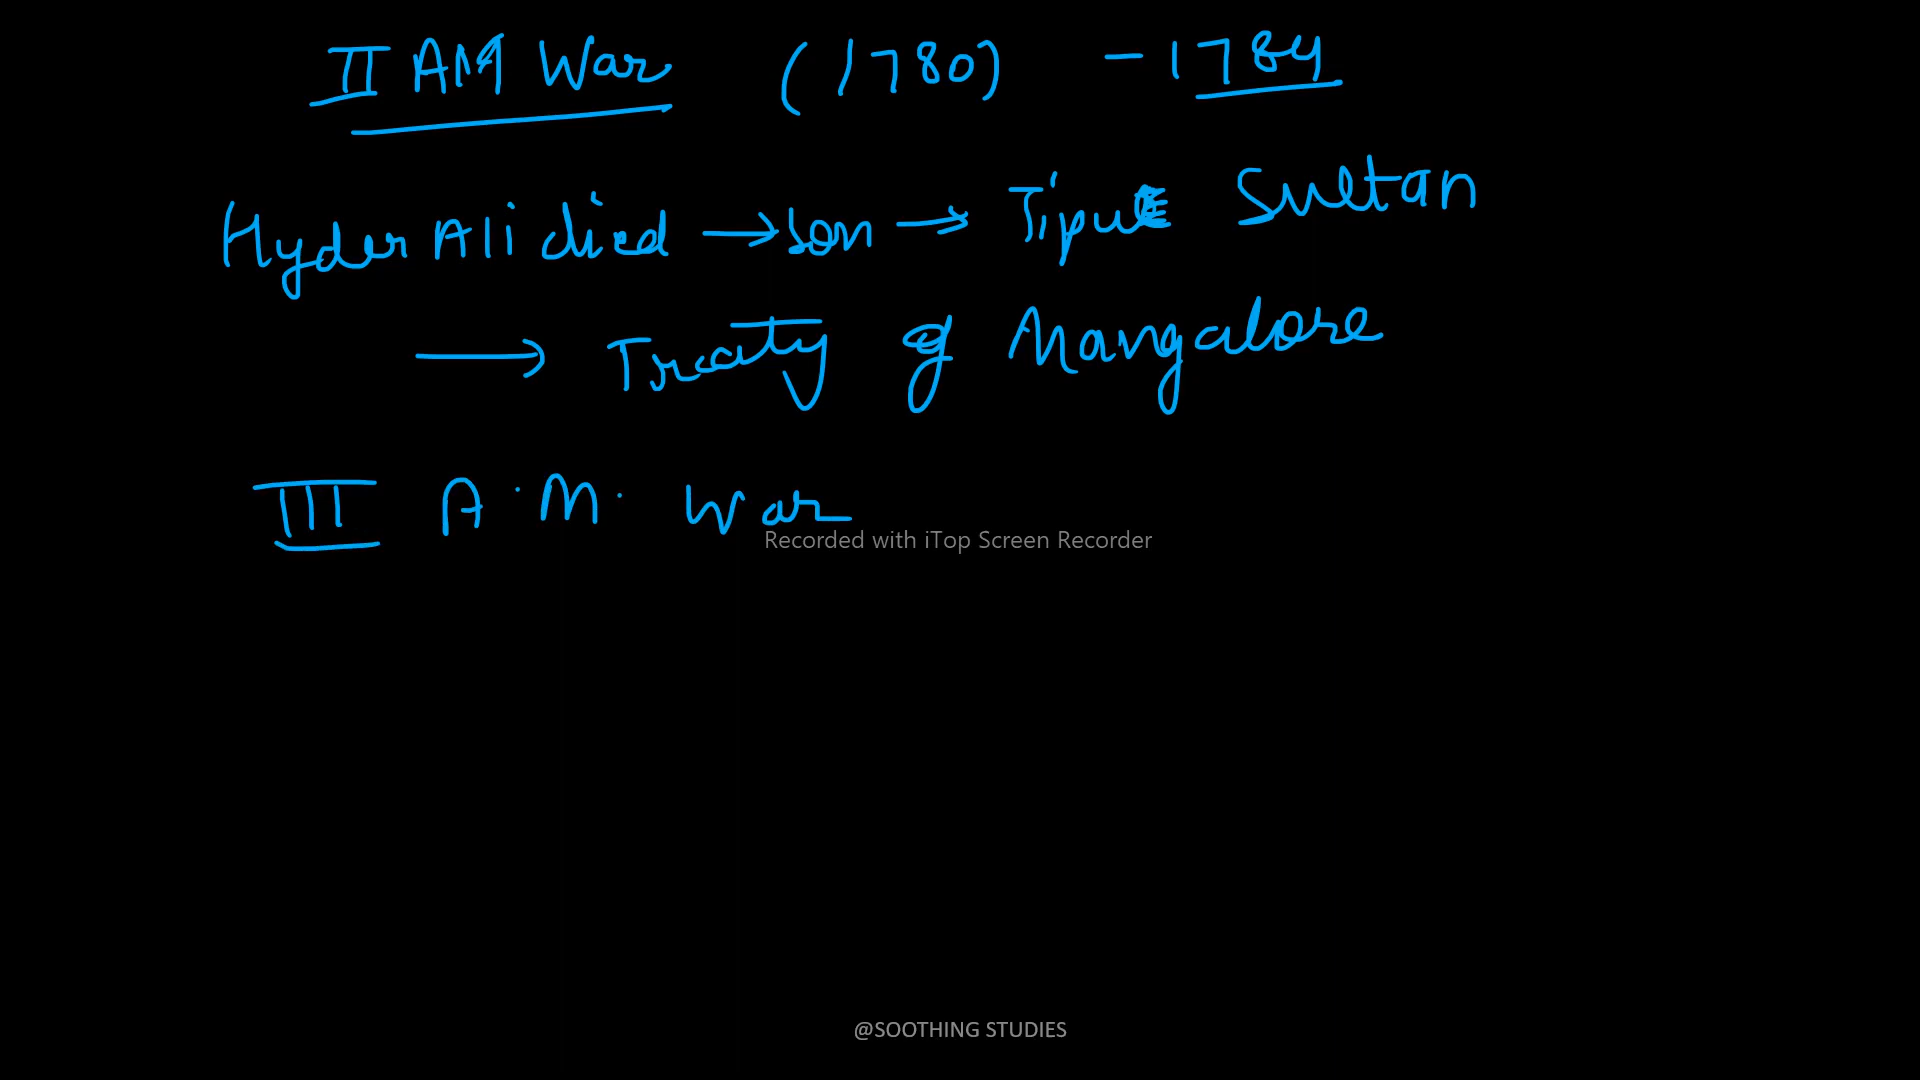 II AM War (1780) - 1784
Hyder Ali died → son → Tipu Sultan
→ Treaty of Mangalore
III A.M. War
Recorded with iTop Screen Recorder
@SOOTHING STUDIES